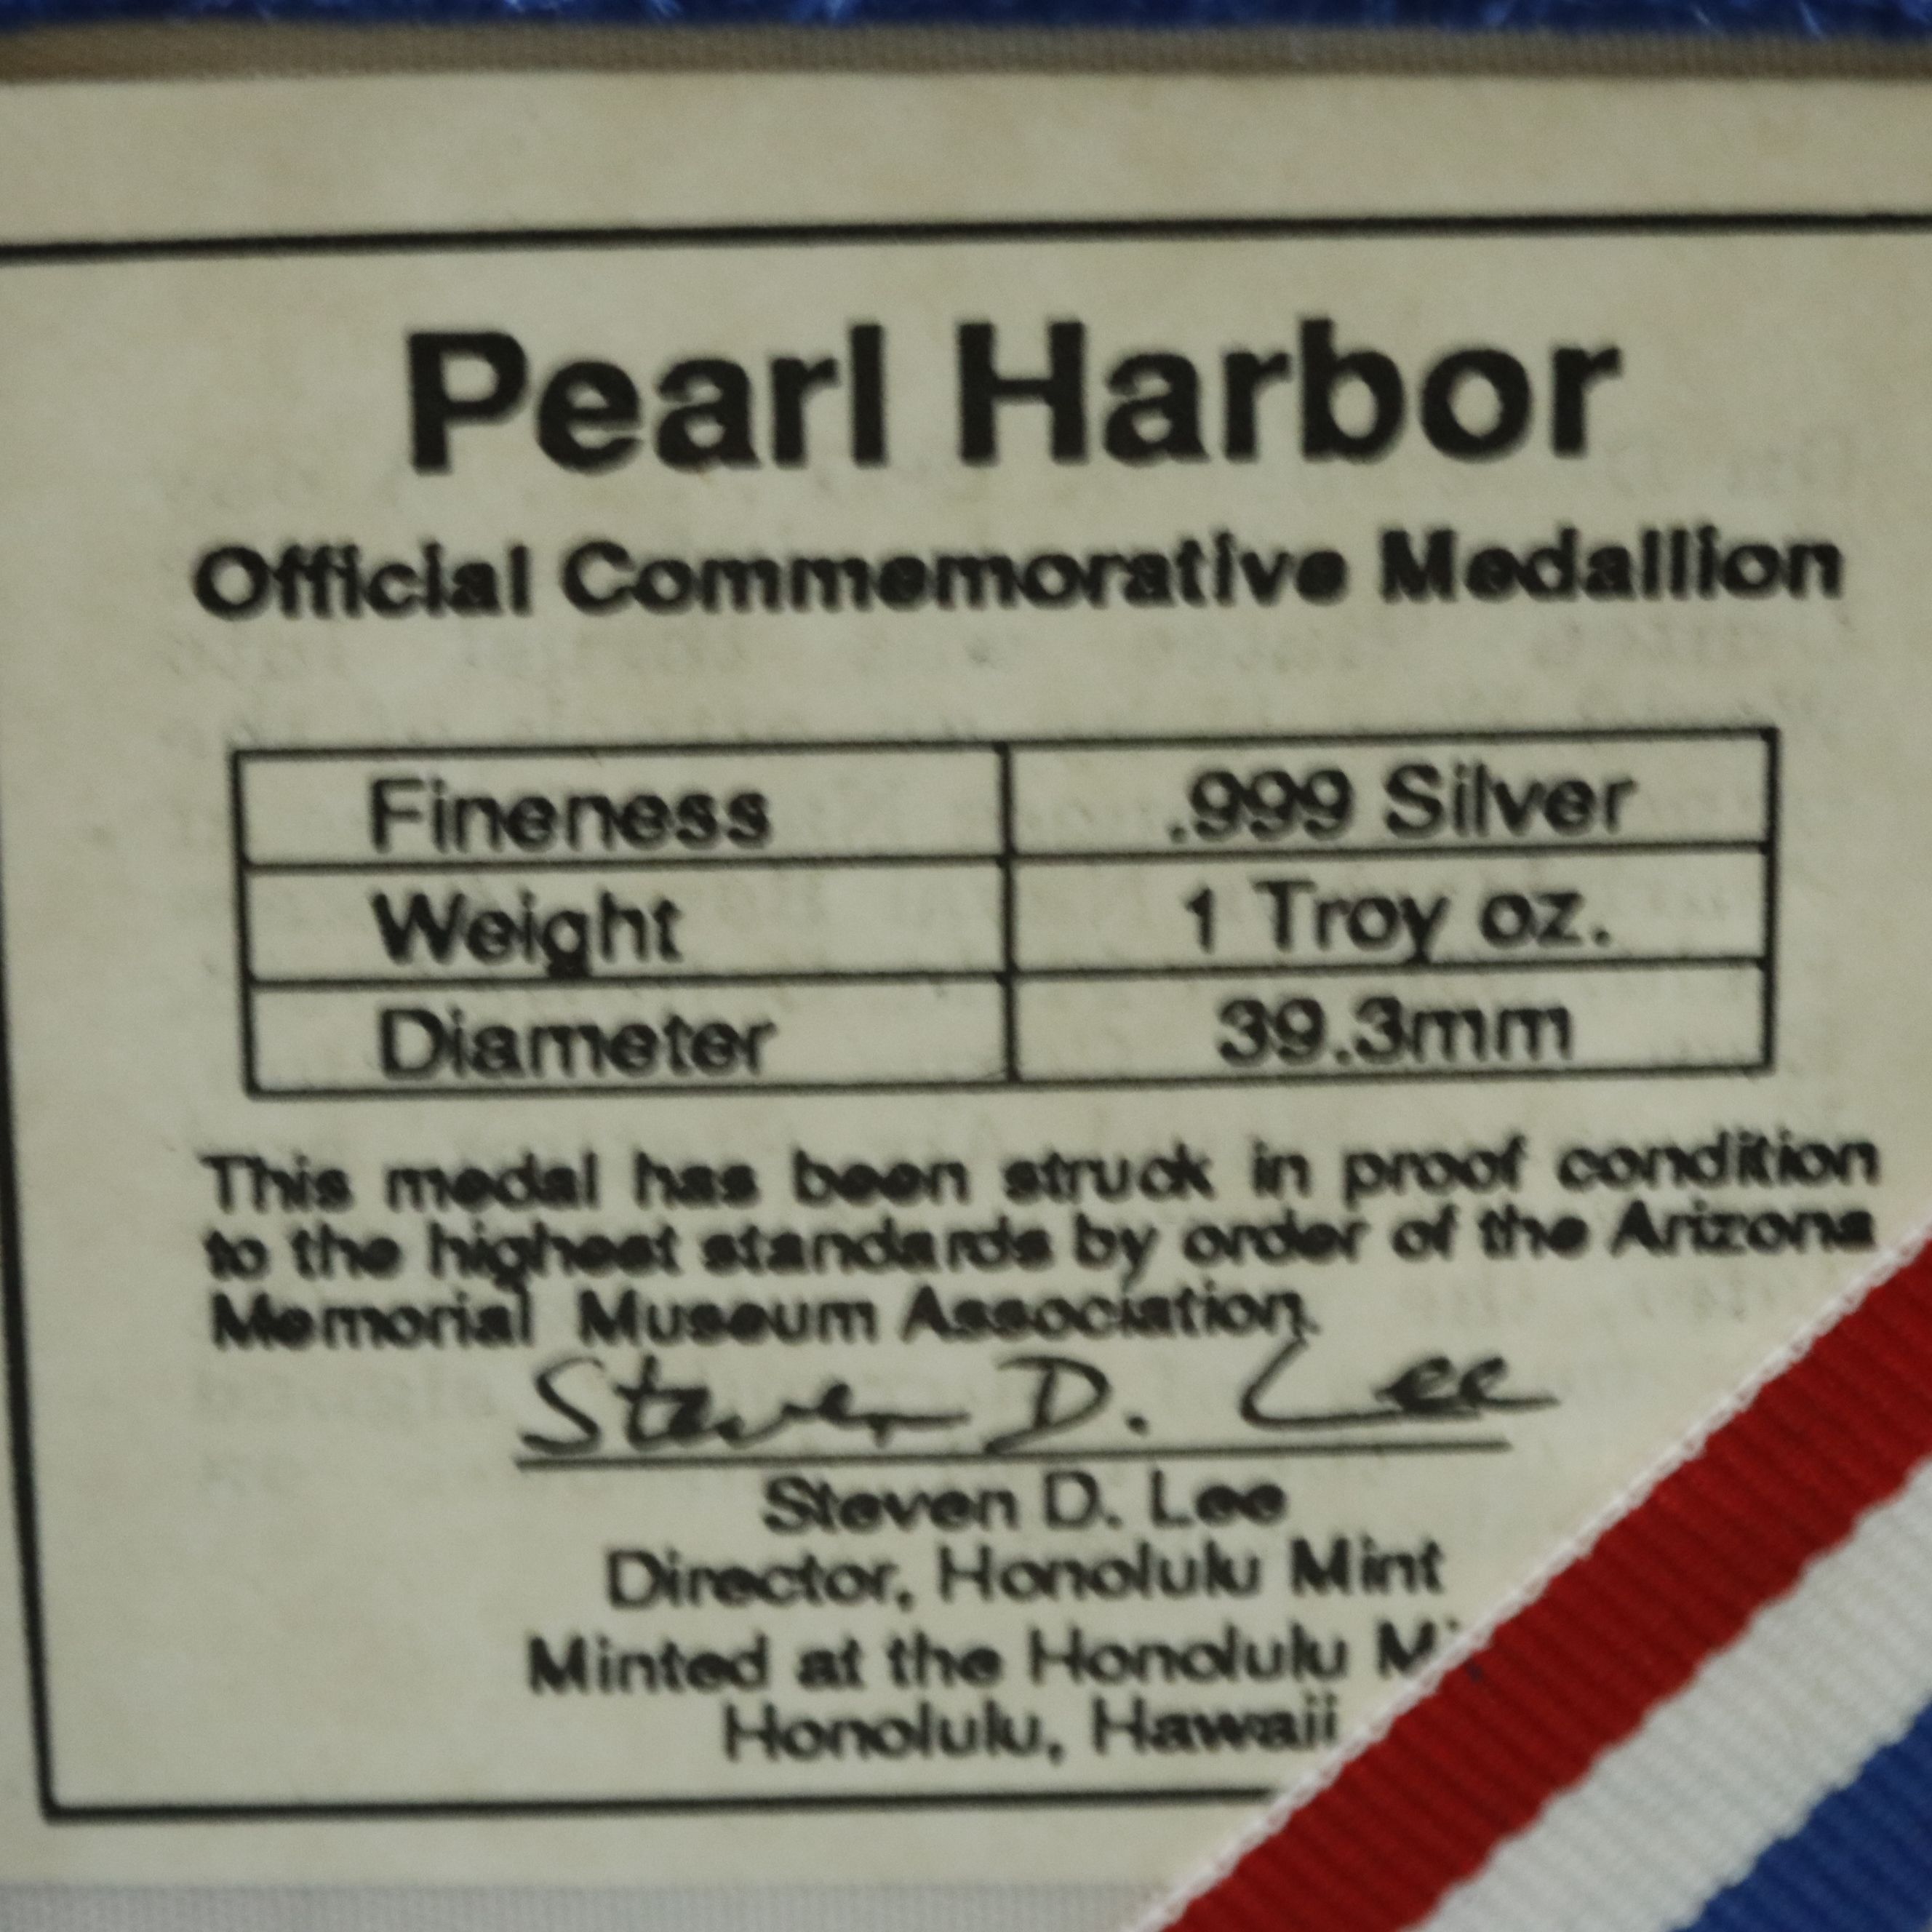 Pearl Harbor
Official Commemorative Medallion
Fineness .999 Silver
Weight 1 Troy oz.
Diameter 39.3mm
This medal has been struck in proof condition
to the highest standards by order of the Arizona
Memorial Museum Association.
Steven D. Lee
Steven D. Lee
Director, Honolulu Mint
Minted at the Honolulu
Honolulu, Hawaii